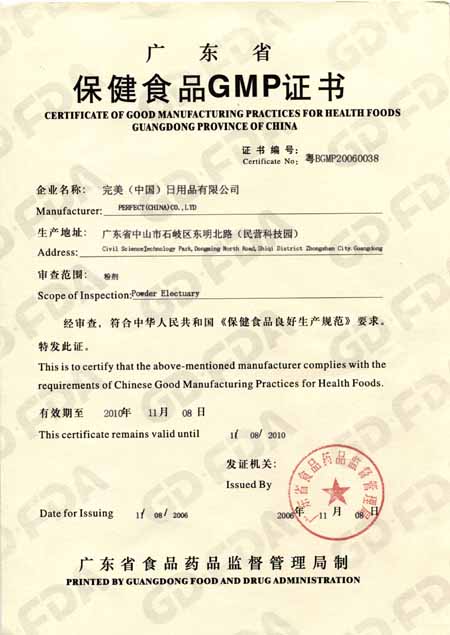 广东省
保健食品GMP证书
CERTIFICATE OF GOOD MANUFACTURING PRACTICES FOR HEALTH FOODS
GUANGDONG PROVINCE OF CHINA
证书编号:
Certificate No: 粤BGMP20060038
企业名称: 完美（中国）日用品有限公司
Manufacturer: PERFECT(CHINA)CO.,LTD
生产地址: 广东省中山市石岐区东明北路（民营科技园）
Address: Civil ScienceTechnology Park,Dongming North Road,Shiqi District Zhongshan City.Guangdong
审查范围: 粉剂
Scope of Inspection: Powder Electuary
经审查，符合中华人民共和国《保健食品良好生产规范》要求。
特发此证。
This is to certify that the above-mentioned manufacturer complies with the
requirements of Chinese Good Manufacturing Practices for Health Foods.
有效期至 2010年 11月 08日
This certificate remains valid until 11/ 08/ 2010
发证机关:
Issued By
广东省食品药品监督管理局
Date for Issuing 11/ 08/ 2006 2006年 11月 08日
广东省食品药品监督管理局制
PRINTED BY GUANGDONG FOOD AND DRUG ADMINISTRATION
GD-FDA